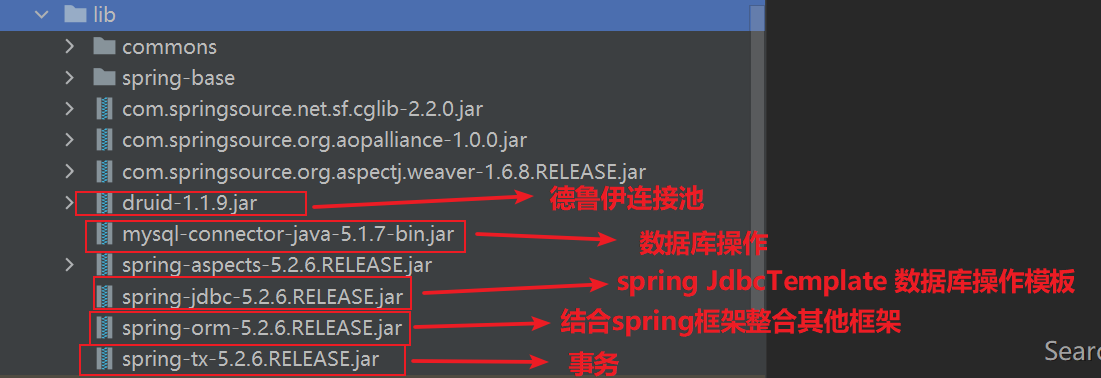 lib
commons
spring-base
com.springsource.net.sf.cglib-2.2.0.jar
com.springsource.org.aopalliance-1.0.0.jar
com.springsource.org.aspectj.weaver-1.6.8.RELEASE.jar
druid-1.1.9.jar 德鲁伊连接池
mysql-connector-java-5.1.7-bin.jar 数据库操作
spring-aspects-5.2.6.RELEASE.jar
spring-jdbc-5.2.6.RELEASE.jar spring JdbcTemplate 数据库操作模板
spring-orm-5.2.6.RELEASE.jar 结合spring框架整合其他框架
spring-tx-5.2.6.RELEASE.jar 事务
Searc